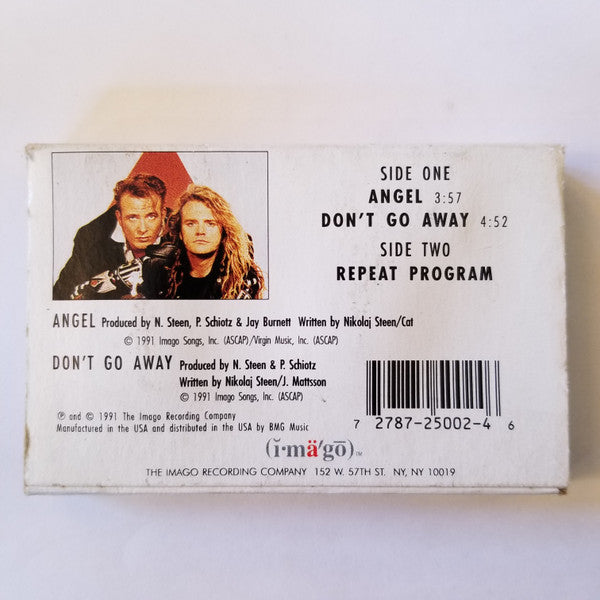 SIDE ONE
ANGEL 3:57
DON'T GO AWAY 4:52
SIDE TWO
REPEAT PROGRAM
ANGEL Produced by N. Steen, P. Schiotz & Jay Burnett Written by Nikolaj Steen/Cat
© 1991 Imago Songs, Inc. (ASCAP)/Virgin Music, Inc. (ASCAP)
DON'T GO AWAY Produced by N. Steen & P. Schiotz
Written by Nikolaj Steen/J. Mattsson
© 1991 Imago Songs, Inc. (ASCAP)
℗ and © 1991 The Imago Recording Company
Manufactured in the USA and distributed in the USA by BMG Music
7 2787-25002-4 6
(ĭ·mä′gō)™
THE IMAGO RECORDING COMPANY 152 W. 57TH ST. NY, NY 10019